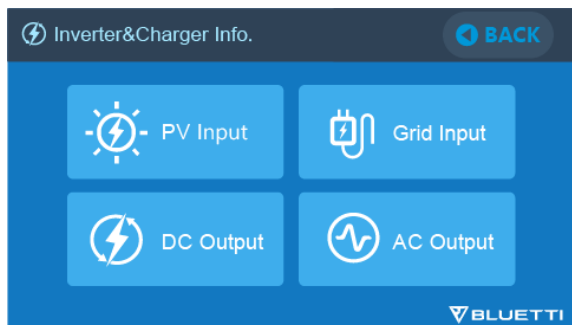 Inverter&Charger Info.
BACK
PV Input
Grid Input
DC Output
AC Output
BLUETTI